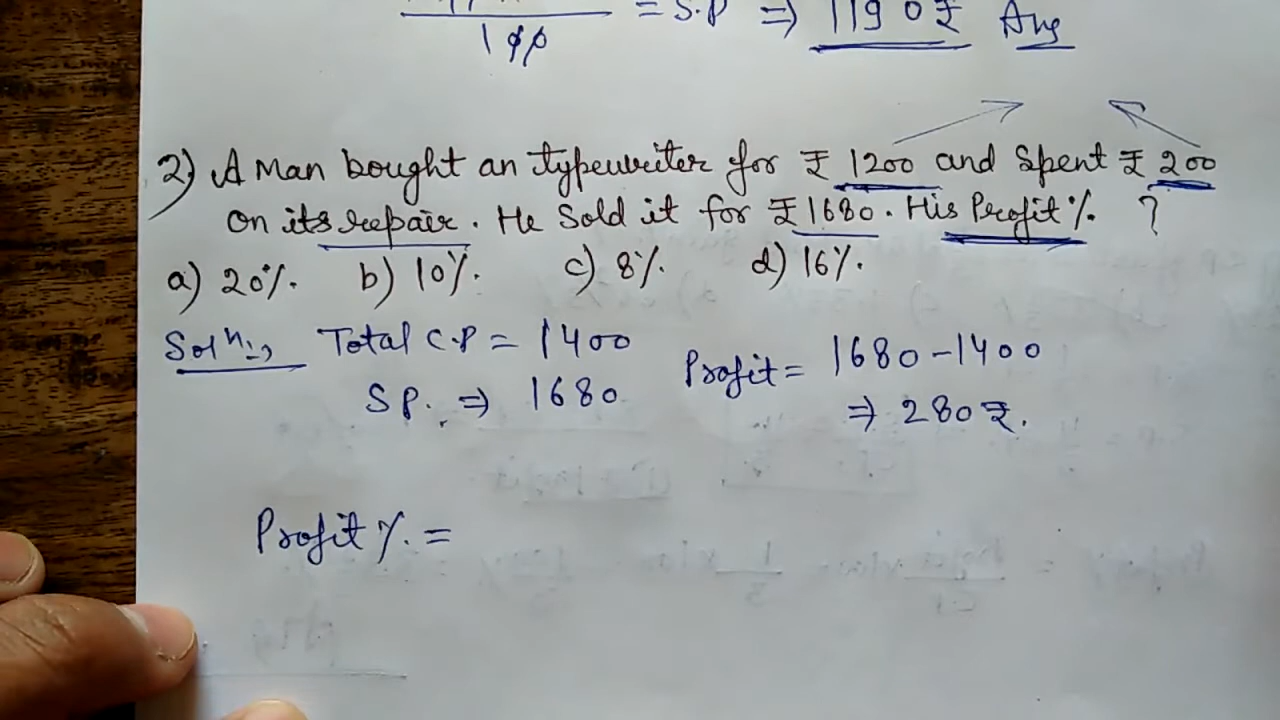 = S.P ⇒ 1190₹ Ans
100
2) A Man bought an typewriter for ₹ 1200 and Spent ₹ 200
on its repair. He Sold it for ₹1680. His Profit %. ?
a) 20%. b) 10%. c) 8%. d) 16%.
Solⁿ:, Total C.P = 1400
Profit = 1680-1400
S P. ⇒ 1680
⇒ 280₹.
Profit %. =